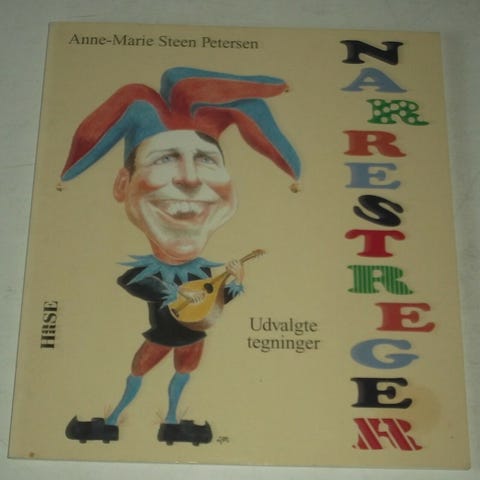 Anne-Marie Steen Petersen
NARRESTREGER
Udvalgte
tegninger
HASE